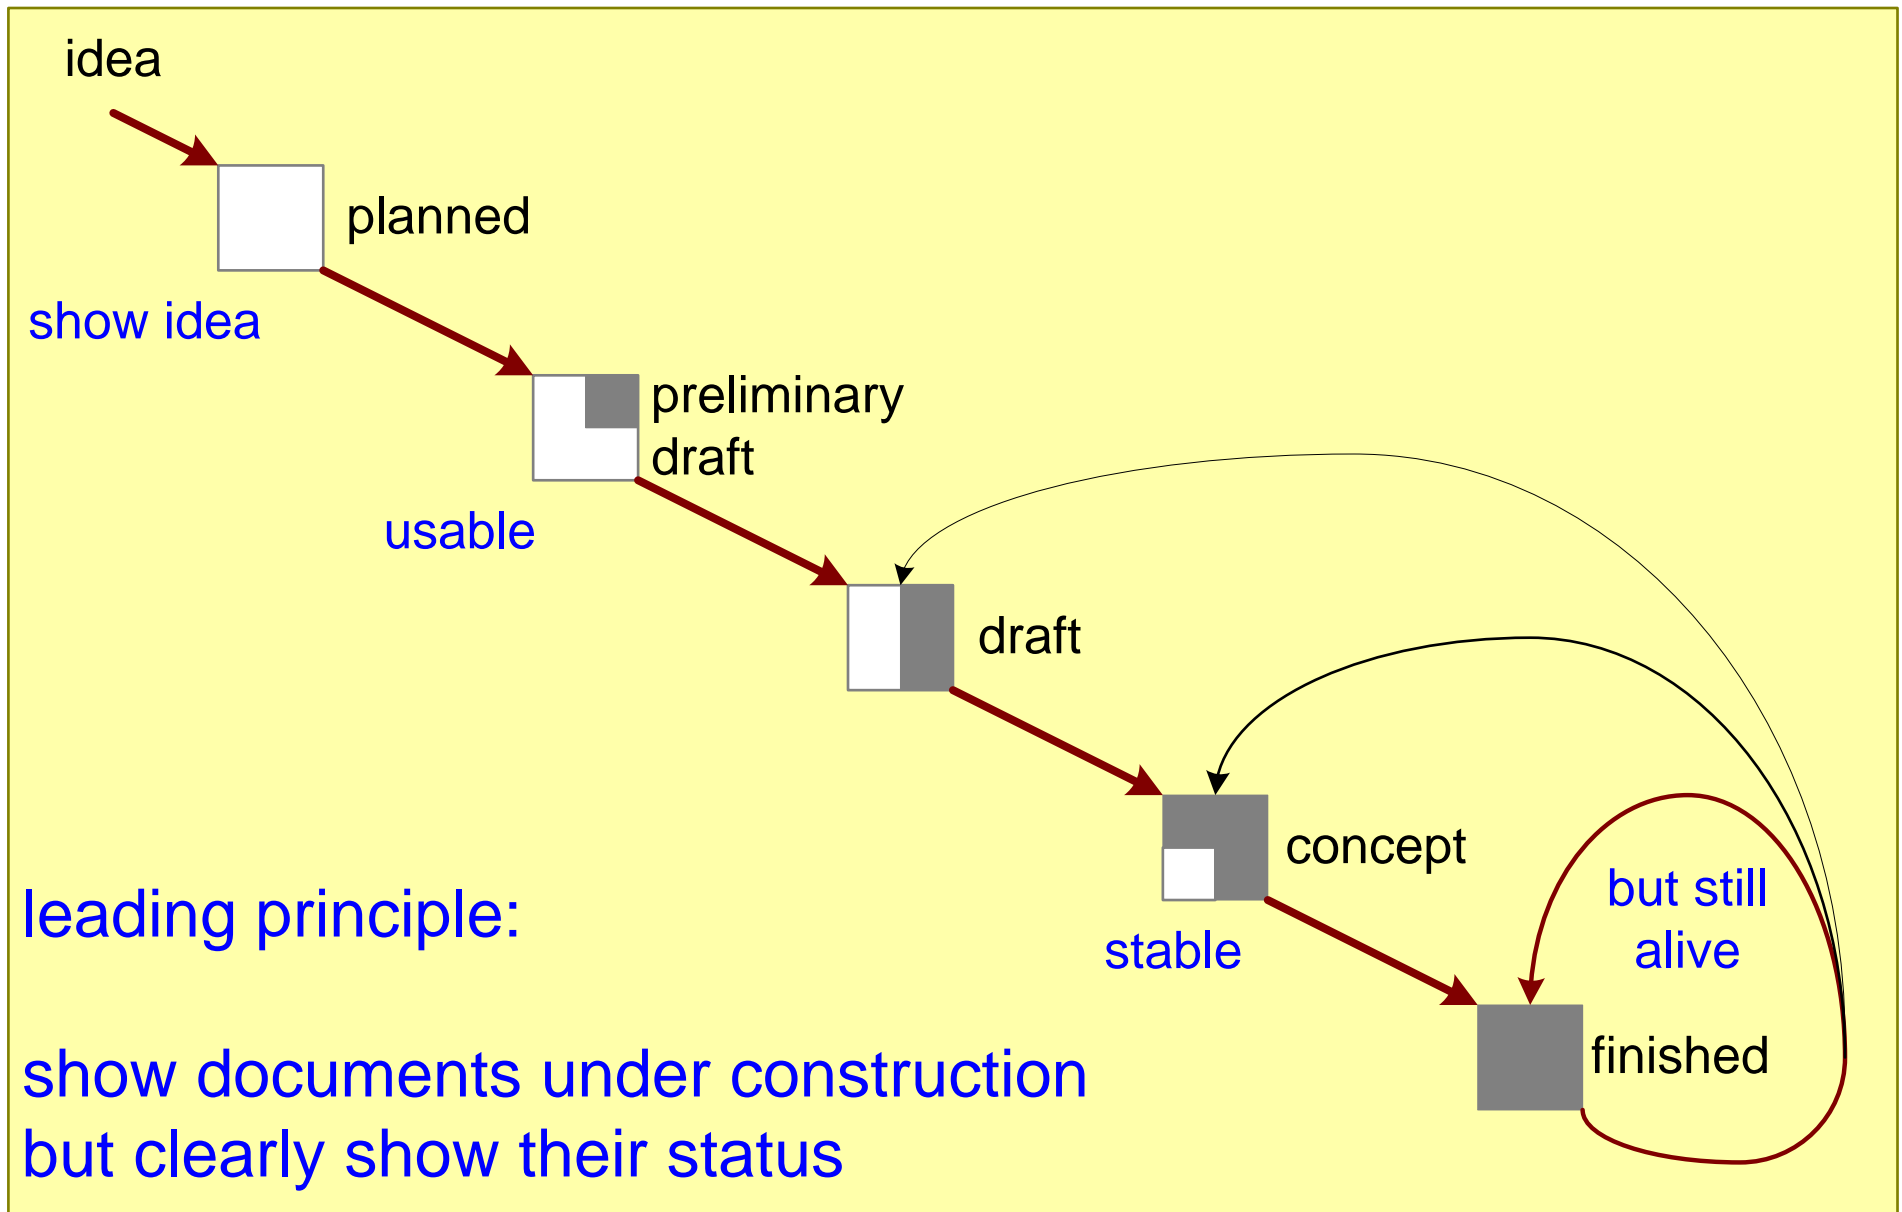 idea
planned
show idea
preliminary
draft
usable
draft
concept
but still
alive
leading principle:
stable
finished
show documents under construction
but clearly show their status